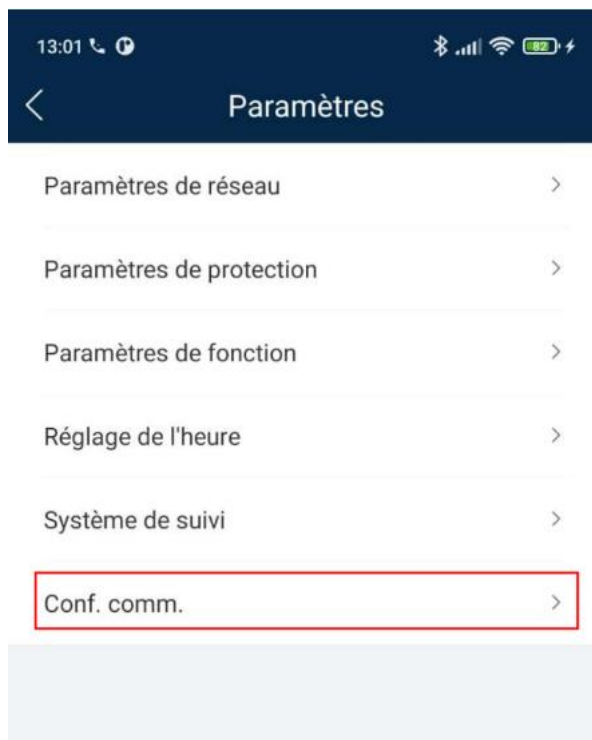 13:01
82
Paramètres
Paramètres de réseau
Paramètres de protection
Paramètres de fonction
Réglage de l'heure
Système de suivi
Conf. comm.